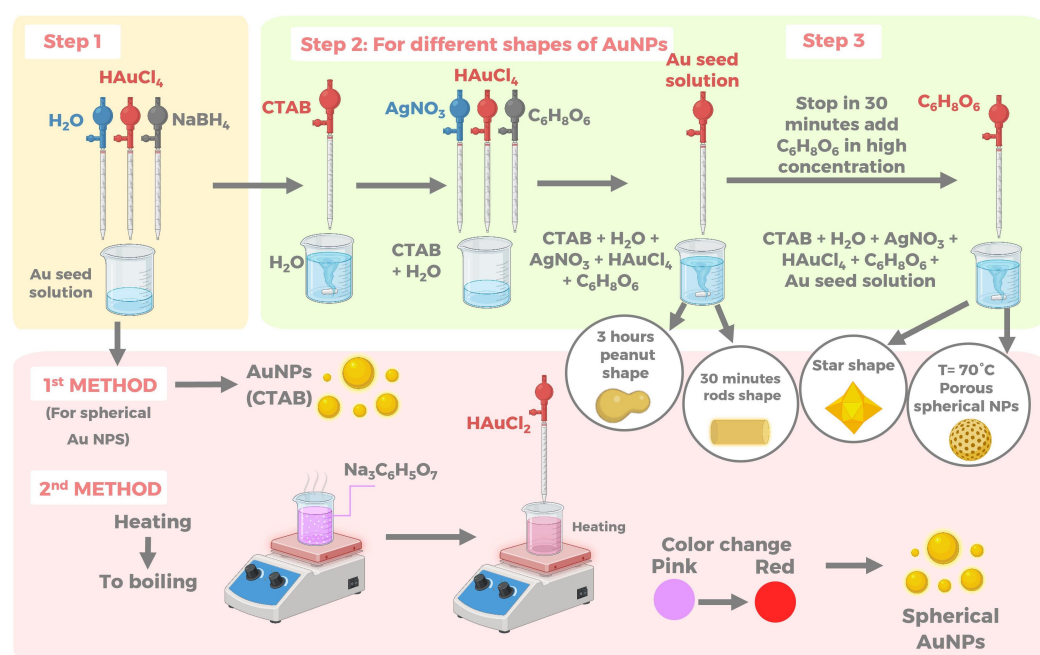 Step 1
HAuCl₄
H₂O
NaBH₄
Au seed
solution
Step 2: For different shapes of AuNPs
CTAB
H₂O
HAuCl₄
AgNO₃
C₆H₈O₆
CTAB
+ H₂O
CTAB + H₂O +
AgNO₃ + HAuCl₄
+ C₆H₈O₆
Au seed
solution
3 hours
peanut
shape
30 minutes
rods shape
Step 3
Stop in 30
minutes add
C₆H₈O₆ in high
concentration
C₆H₈O₆
CTAB + H₂O + AgNO₃ +
HAuCl₄ + C₆H₈O₆ +
Au seed solution
Star shape
T= 70°C
Porous
spherical NPs
1st METHOD
(For spherical
Au NPS)
AuNPs
(CTAB)
2nd METHOD
Heating
To boiling
Na₃C₆H₅O₇
HAuCl₂
Heating
Color change
Pink
Red
Spherical
AuNPs